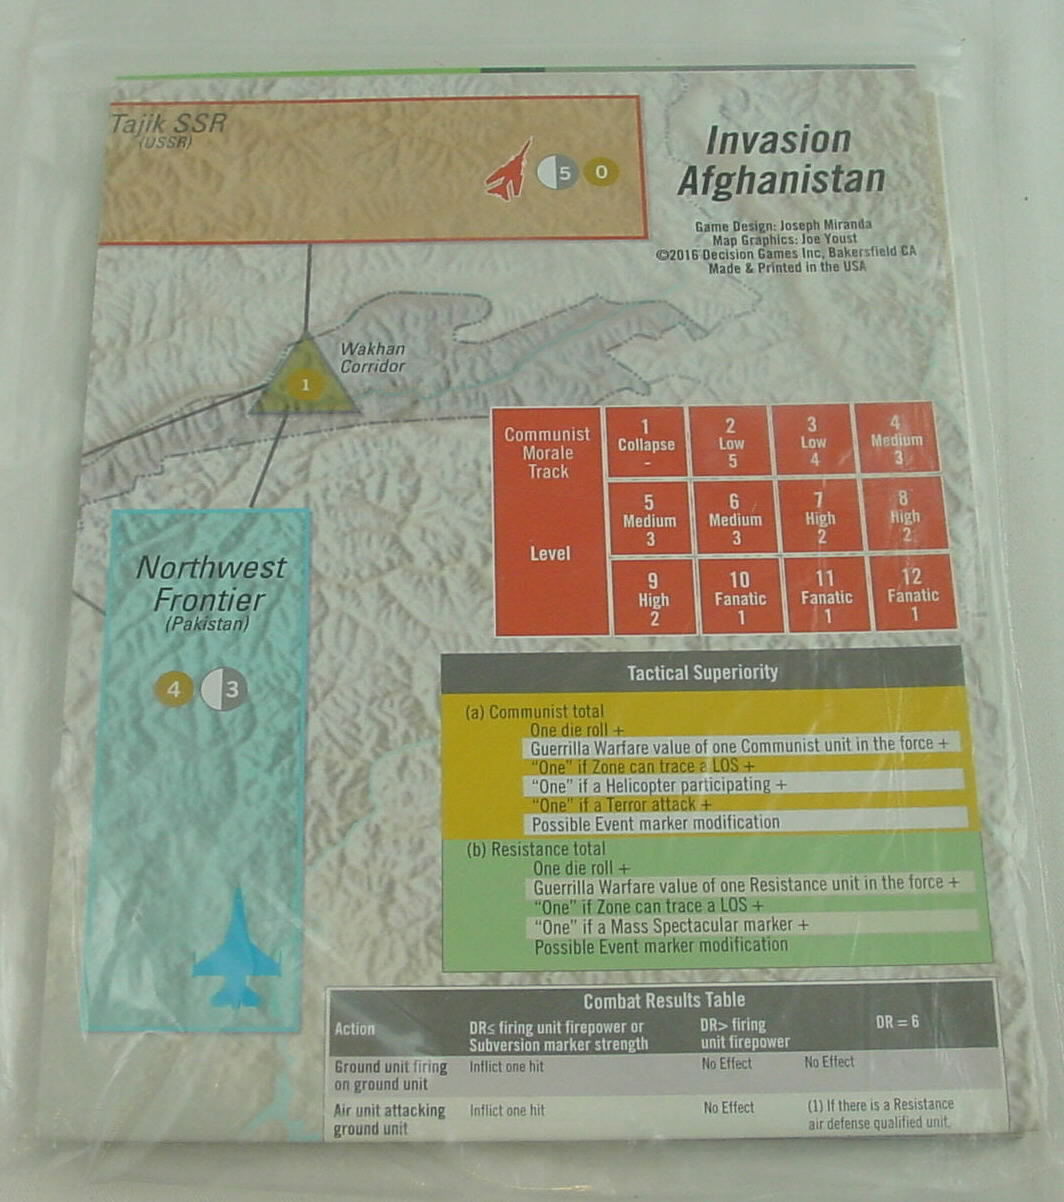 Tajik SSR
(USSR)
5 0
Invasion
Afghanistan
Game Design: Joseph Miranda
Map Graphics: Joe Youst
©2016 Decision Games Inc, Bakersfield CA
Made & Printed in the USA
Wakhan
Corridor
1
Northwest
Frontier
(Pakistan)
4 3
Communist
Morale
Track
Level
1
Collapse
-
2
Low
5
3
Low
4
4
Medium
3
5
Medium
3
6
Medium
3
7
High
2
8
High
2
9
High
2
10
Fanatic
1
11
Fanatic
1
12
Fanatic
1
Tactical Superiority
(a) Communist total
One die roll +
Guerrilla Warfare value of one Communist unit in the force +
“One” if Zone can trace a LOS +
“One” if a Helicopter participating +
“One” if a Terror attack +
Possible Event marker modification
(b) Resistance total
One die roll +
Guerrilla Warfare value of one Resistance unit in the force +
“One” if Zone can trace a LOS +
“One” if a Mass Spectacular marker +
Possible Event marker modification
Combat Results Table
Action
DR≤ firing unit firepower or
Subversion marker strength
DR> firing
unit firepower
DR = 6
Ground unit firing
on ground unit
Inflict one hit
No Effect
No Effect
Air unit attacking
ground unit
Inflict one hit
No Effect
(1) If there is a Resistance
air defense qualified unit.